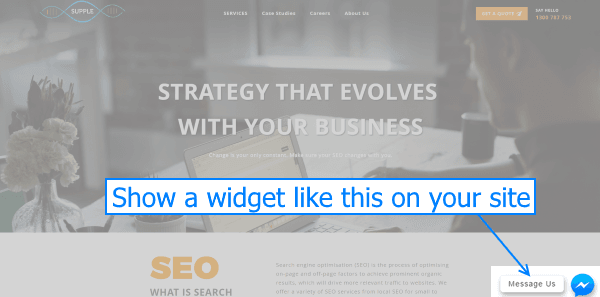 SUPPLE
SERVICES Case Studies Careers About Us
GET A QUOTE
SAY HELLO
1300 787 753
STRATEGY THAT EVOLVES
WITH YOUR BUSINESS
Change is your only constant. Make sure your SEO changes with you.
Show a widget like this on your site
SEO
WHAT IS SEARCH
Search engine optimisation (SEO) is the process of optimising
on-page and off-page tactics to achieve prominent organic
results, which will drive more relevant traffic to websites. We
offer a variety of SEO services from local SEO for small to
Message Us